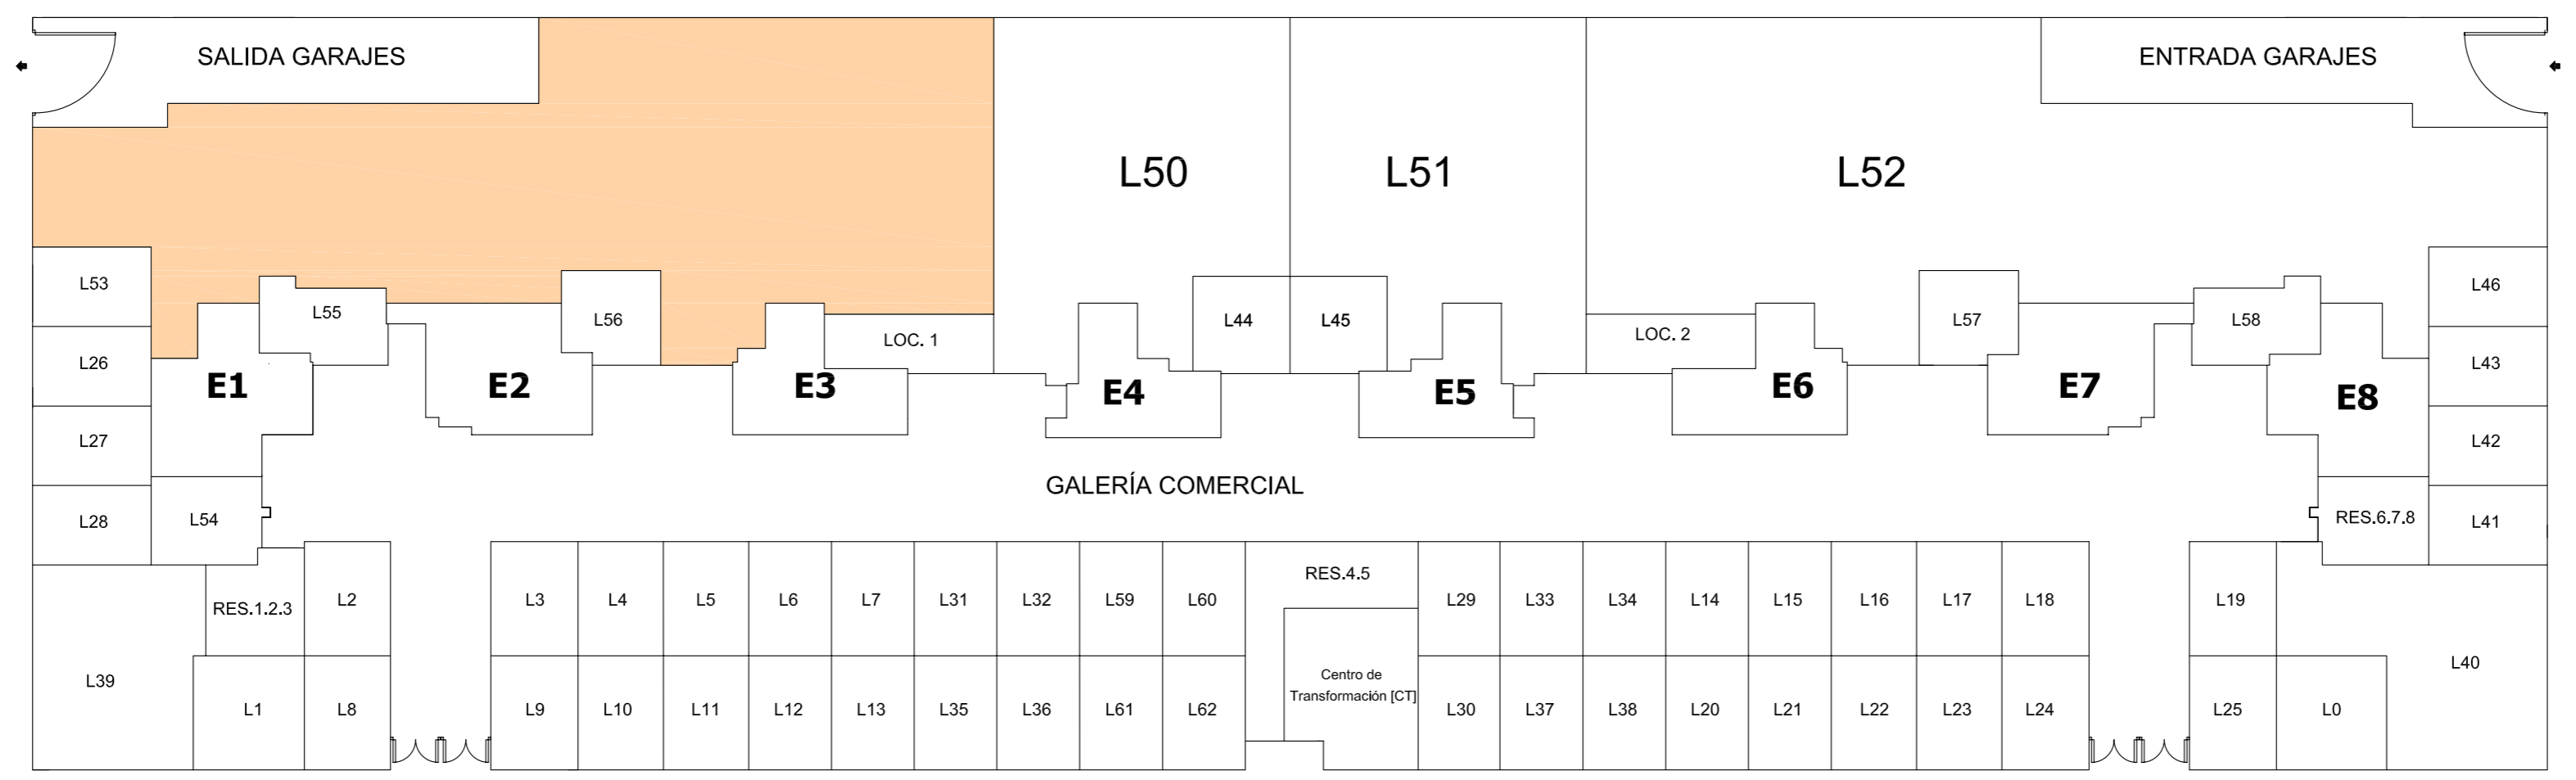 SALIDA GARAJES
ENTRADA GARAJES
L50
L51
L52
L53
L55
L56
LOC. 1
L44
L45
LOC. 2
L57
L58
L46
L26
L43
E1
E2
E3
E4
E5
E6
E7
E8
L27
L42
GALERÍA COMERCIAL
L28
L54
RES.6.7.8
L41
RES.4.5
RES.1.2.3
L2
L3
L4
L5
L6
L7
L31
L32
L59
L60
L29
L33
L34
L14
L15
L16
L17
L18
L19
L39
Centro de
Transformación [CT]
L40
L1
L8
L9
L10
L11
L12
L13
L35
L36
L61
L62
L30
L37
L38
L20
L21
L22
L23
L24
L25
L0